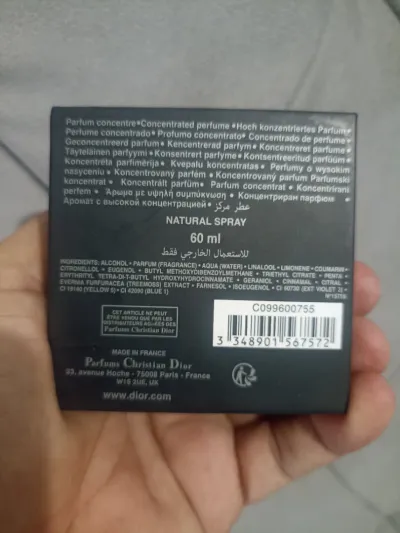 Parfum concentre•Concentrated perfume•Hoch konzentriertes Parfum
Perfume concentrado•Profumo concentrato•Concentrado de perfume
Geconcentreerd parfum•Kencentrerad parfym•Koncentreret parfume
Täyteläinen parfyymi•Konsentrert parfyme•Kontsentreeritud parfüüm
Koncentrēta parfimērija•Kvepalu koncentratas•Perfumy o wysokim
nasyceniu•Koncentrovaný parfém•Koncentrovaný parfum Parfumski
koncentrat•Koncentrált parfüm•Parfum concentrat•Koncentrirani
perfem•Άρωμα με υψηλή συμπύκνωση•Концентриран парфюм
Аромат с высокой концентрацией•عطر مركز
NATURAL SPRAY
60 ml
للاستعمال الخارجي فقط
INGREDIENTS: ALCOHOL • PARFUM (FRAGRANCE) • AQUA (WATER) • LINALOOL • LIMONENE • COUMARIN •
CITRONELLOL • EUGENOL • BUTYL METHOXYDIBENZOYLMETHANE • TRIETHYL CITRATE • PENTA-
ERYTHRITYL TETRA-DI-T-BUTYL HYDROXYHYDROCINNAMATE • GERANIOL • CINNAMAL • CITRAL •
EVERNIA FURFURACEA (TREEMOSS) EXTRACT • FARNESOL • ISOEUGENOL • CI 60730 (EXT VIOLET 2) •
CI 19140 (YELLOW 5) • CI 42090 (BLUE 1)
CET ARTICLE NE PEUT
ÊTRE VENDU QUE PAR LES
DISTRIBUTEURS AGRÉÉS DES
Parfums Christian Dior
C099600755
3 348901 567572
MADE IN FRANCE
Parfums Christian Dior
33, avenue Hoche - 75008 Paris - France
W1S 2UE, UK
www.dior.com